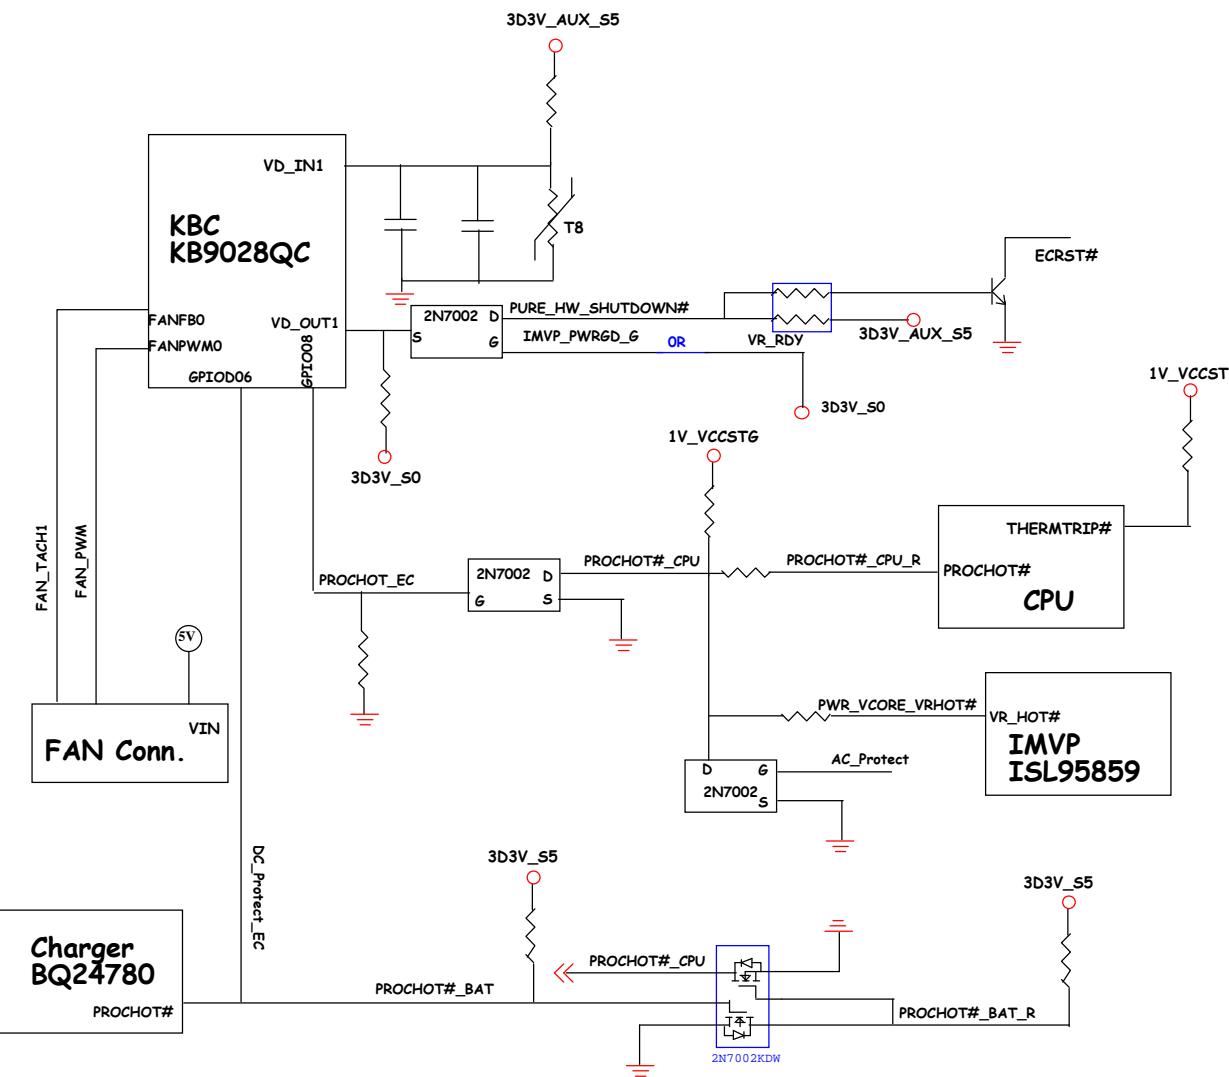 3D3V_AUX_S5
VD_IN1
KBC
KB9028QC
T8
ECRST#
FANFB0
VD_OUT1
FANPWM0
GPIO08
GPIOD06
2N7002
D
S
G
PURE_HW_SHUTDOWN#
IMVP_PWRGD_G
OR
VR_RDY
3D3V_AUX_S5
3D3V_S0
3D3V_S0
1V_VCCST
1V_VCCSTG
FAN_TACH1
FAN_PWM
PROCHOT_EC
2N7002
D
S
G
PROCHOT#_CPU
PROCHOT#_CPU_R
THERMTRIP#
PROCHOT#
CPU
5V
VIN
FAN Conn.
PWR_VCORE_VRHOT#
VR_HOT#
IMVP
ISL95859
D
G
2N7002
S
AC_Protect
DC_Protect_EC
3D3V_S5
3D3V_S5
Charger
BQ24780
PROCHOT#
PROCHOT#_BAT
PROCHOT#_CPU
PROCHOT#_BAT_R
2N7002KDW